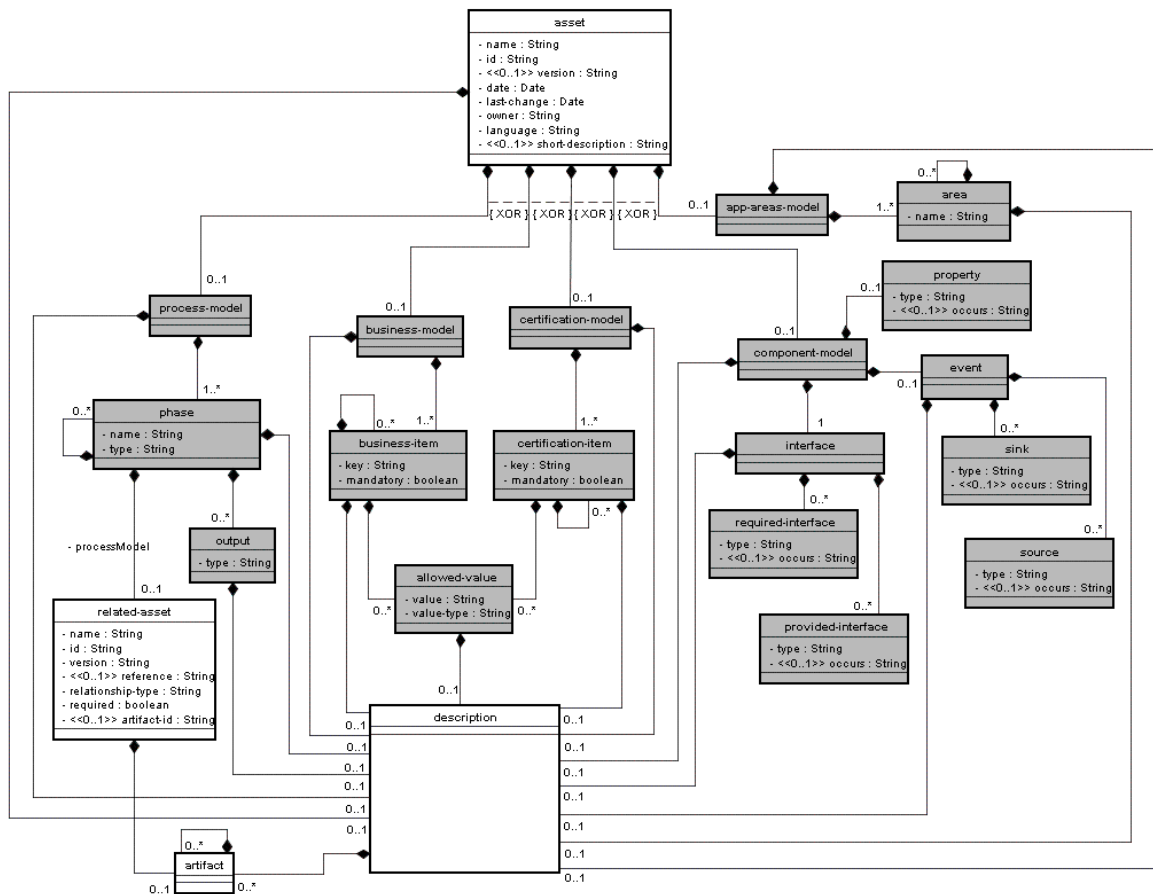 asset
- name : String
- id : String
- <<0..1>> version : String
- date : Date
- last-change : Date
- owner : String
- language : String
- <<0..1>> short-description : String
{ XOR } { XOR } { XOR } { XOR }
0..1
app-areas-model
1..*
0..*
area
- name : String
0..1
process-model
0..1
business-model
0..1
certification-model
0..1
component-model
0..1
property
- type : String
- <<0..1>> occurs : String
0..1
event
1..*
0..*
phase
- name : String
- type : String
0..*
1..*
business-item
- key : String
- mandatory : boolean
1..*
certification-item
- key : String
- mandatory : boolean
0..*
1
interface
0..*
sink
- type : String
- <<0..1>> occurs : String
0..*
required-interface
- type : String
- <<0..1>> occurs : String
0..*
source
- type : String
- <<0..1>> occurs : String
0..*
provided-interface
- type : String
- <<0..1>> occurs : String
- processModel
0..*
output
- type : String
0..1
related-asset
- name : String
- id : String
- version : String
- <<0..1>> reference : String
- relationship-type : String
- required : boolean
- <<0..1>> artifact-id : String
0..*
allowed-value
- value : String
- value-type : String
0..*
0..1
description
0..1
0..1
0..1
0..1
0..1
0..1
0..1
0..1
0..1
0..1
0..1
0..1
0..1
0..1
0..*
artifact
0..1
0..*